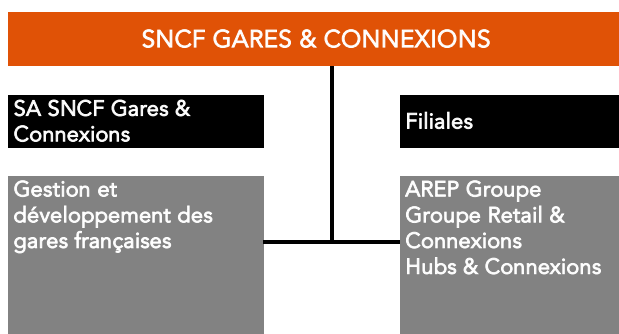 SNCF GARES & CONNEXIONS
SA SNCF Gares &
Connexions
Filiales
Gestion et
développement des
gares françaises
AREP Groupe
Groupe Retail &
Connexions
Hubs & Connexions